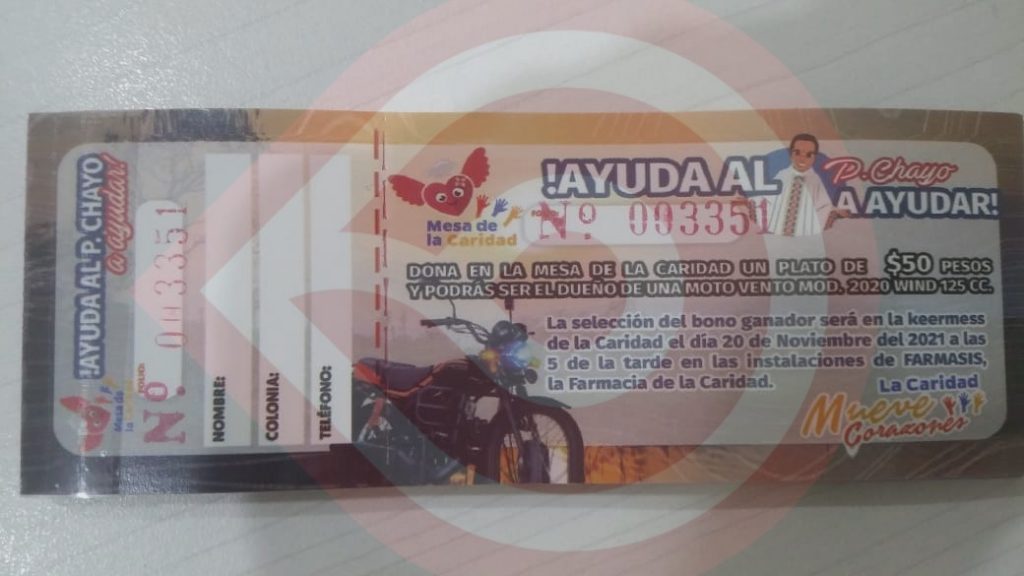 !AYUDA AL P. CHAYO
a ayudar!
Mesa de
la Caridad
FOLIO:
Nº 003351
NOMBRE:
COLONIA:
TELÉFONO:
Mesa de
la Caridad
!AYUDA AL P. Chayo
A AYUDAR!
Nº 003351
DONA EN LA MESA DE LA CARIDAD UN PLATO DE $50 PESOS
Y PODRÁS SER EL DUEÑO DE UNA MOTO VENTO MOD. 2020 WIND 125 CC.
La selección del bono ganador será en la keermess
de la Caridad el día 20 de Noviembre del 2021 a las
5 de la tarde en las instalaciones de FARMASIS,
la Farmacia de la Caridad.
La Caridad
Mueve
Corazones